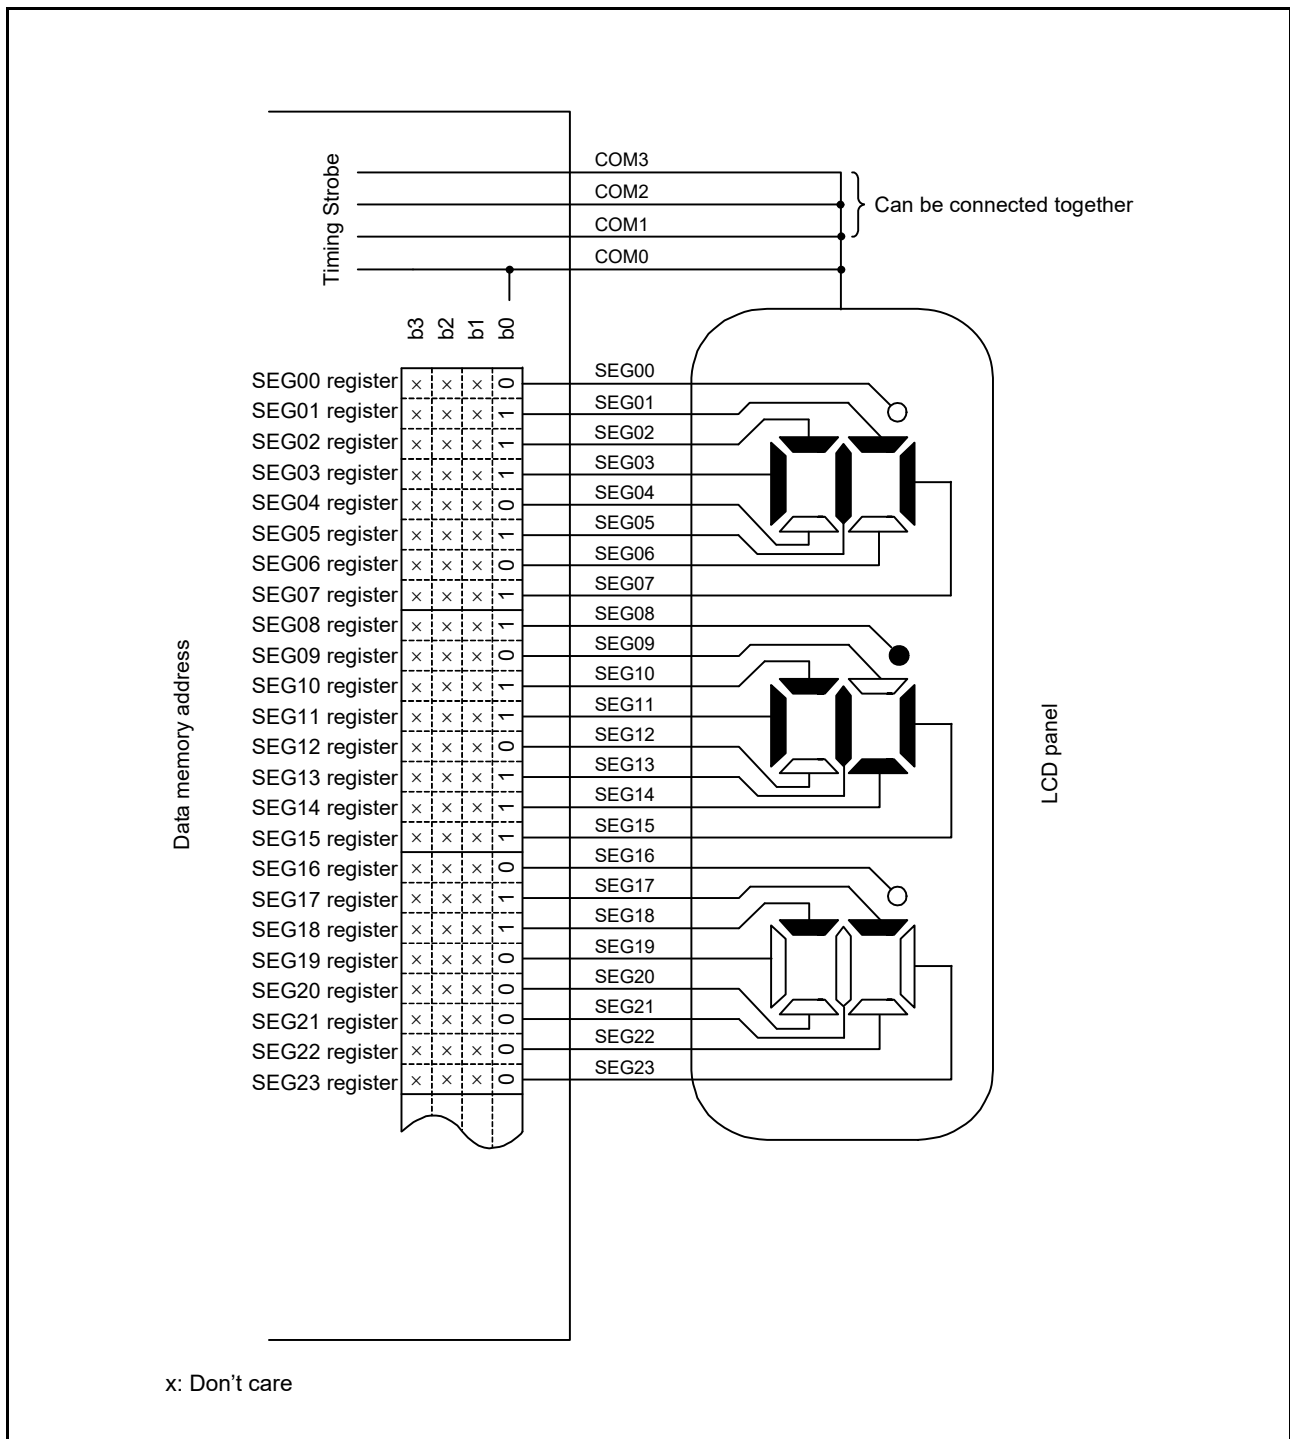 Timing Strobe
COM3
COM2
COM1
COM0
Can be connected together
b3 b2 b1 b0
Data memory address
SEG00 register × × × 0 SEG00
SEG01 register × × × 1 SEG01
SEG02 register × × × 1 SEG02
SEG03 register × × × 1 SEG03
SEG04 register × × × 0 SEG04
SEG05 register × × × 1 SEG05
SEG06 register × × × 0 SEG06
SEG07 register × × × 1 SEG07
SEG08 register × × × 1 SEG08
SEG09 register × × × 0 SEG09
SEG10 register × × × 1 SEG10
SEG11 register × × × 1 SEG11
SEG12 register × × × 0 SEG12
SEG13 register × × × 1 SEG13
SEG14 register × × × 1 SEG14
SEG15 register × × × 1 SEG15
SEG16 register × × × 0 SEG16
SEG17 register × × × 1 SEG17
SEG18 register × × × 1 SEG18
SEG19 register × × × 0 SEG19
SEG20 register × × × 0 SEG20
SEG21 register × × × 0 SEG21
SEG22 register × × × 0 SEG22
SEG23 register × × × 0 SEG23
LCD panel
x: Don’t care